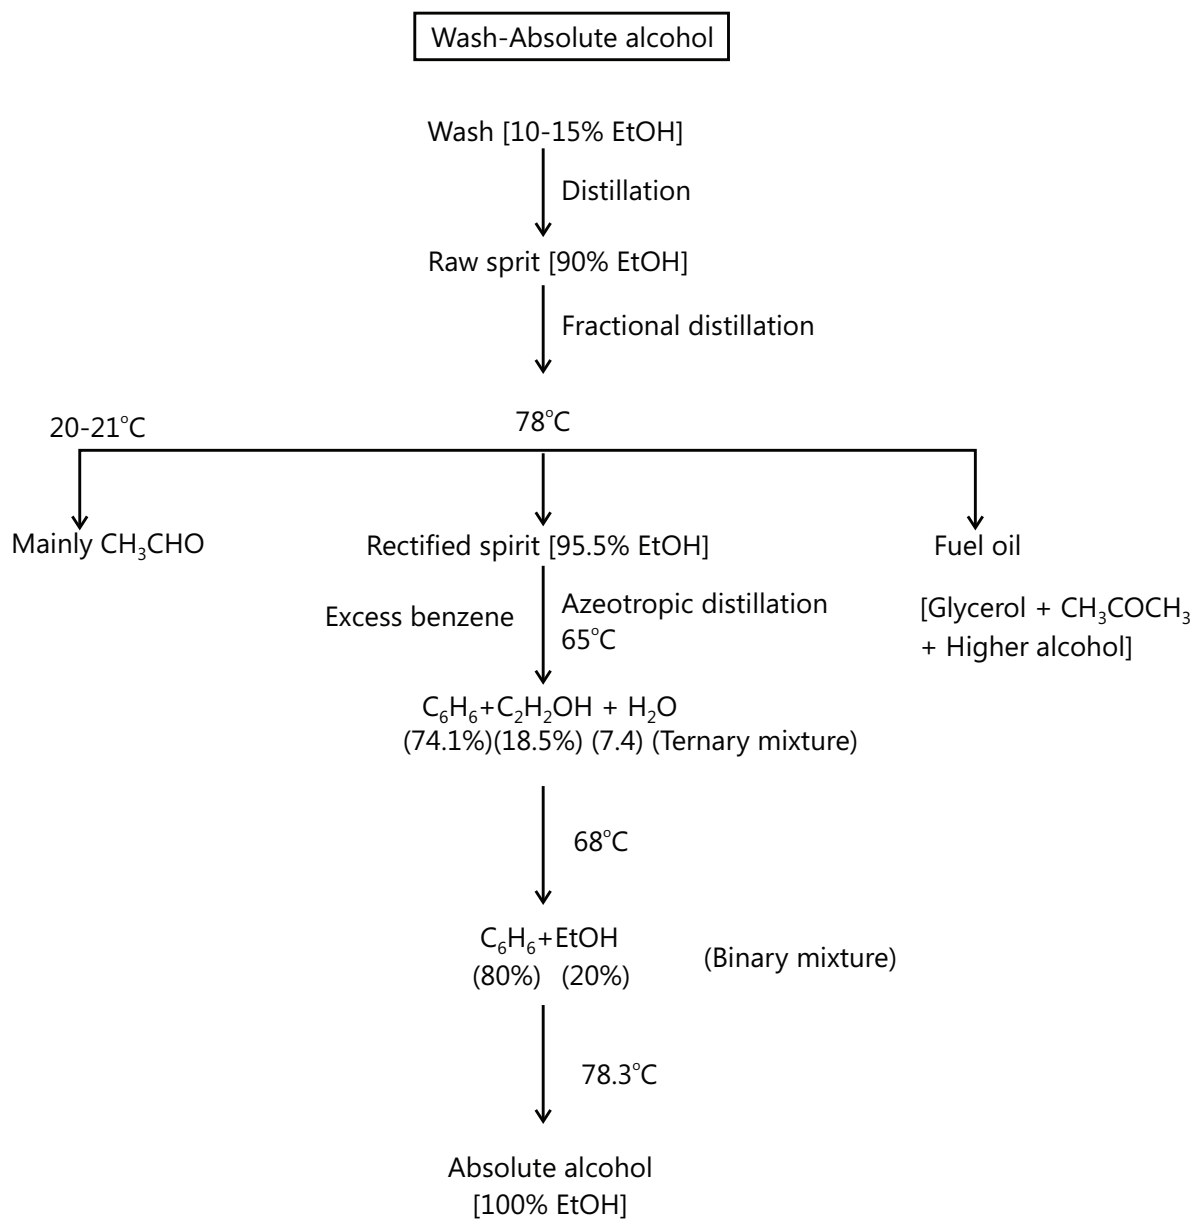 Wash-Absolute alcohol
Wash [10-15% EtOH]
Distillation
Raw sprit [90% EtOH]
Fractional distillation
20-21°C
78°C
Mainly CH₃CHO
Rectified spirit [95.5% EtOH]
Fuel oil
Excess benzene
Azeotropic distillation
65°C
[Glycerol + CH₃COCH₃
+ Higher alcohol]
C₆H₆+C₂H₂OH + H₂O
(74.1%)(18.5%) (7.4) (Ternary mixture)
68°C
C₆H₆+EtOH
(80%) (20%)
(Binary mixture)
78.3°C
Absolute alcohol
[100% EtOH]